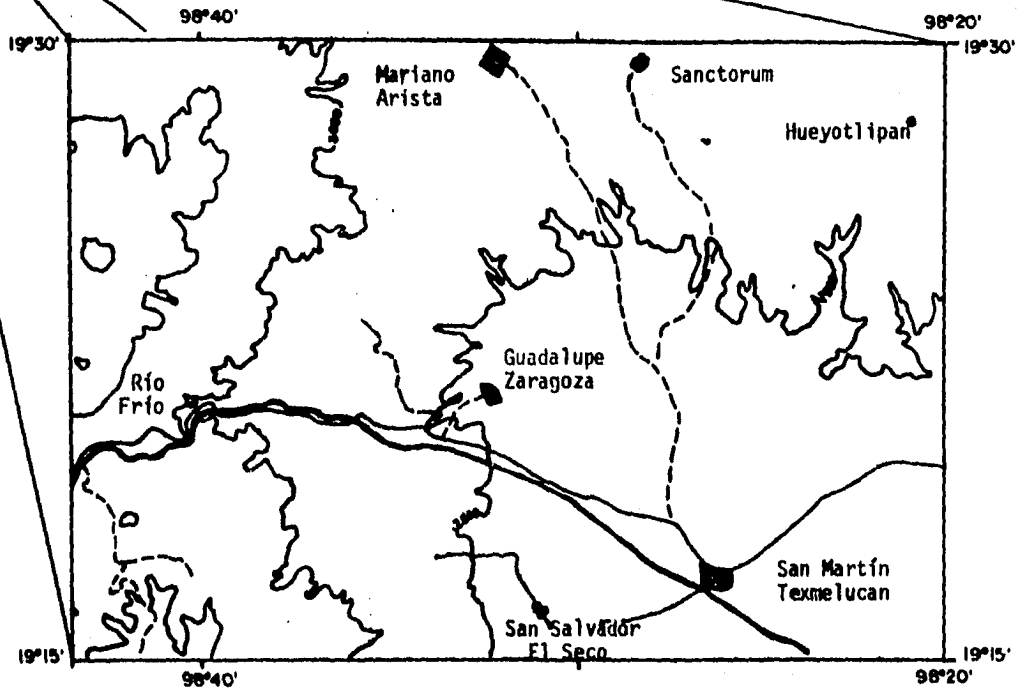 98°40'
98°20'
19°30'
19°30'
Mariano
Arista
Sanctorum
Hueyotlipan
Guadalupe
Zaragoza
Río
Frío
San Martín
Texmelucan
San Salvador
El Seco
19°15'
19°15'
98°40'
98°20'